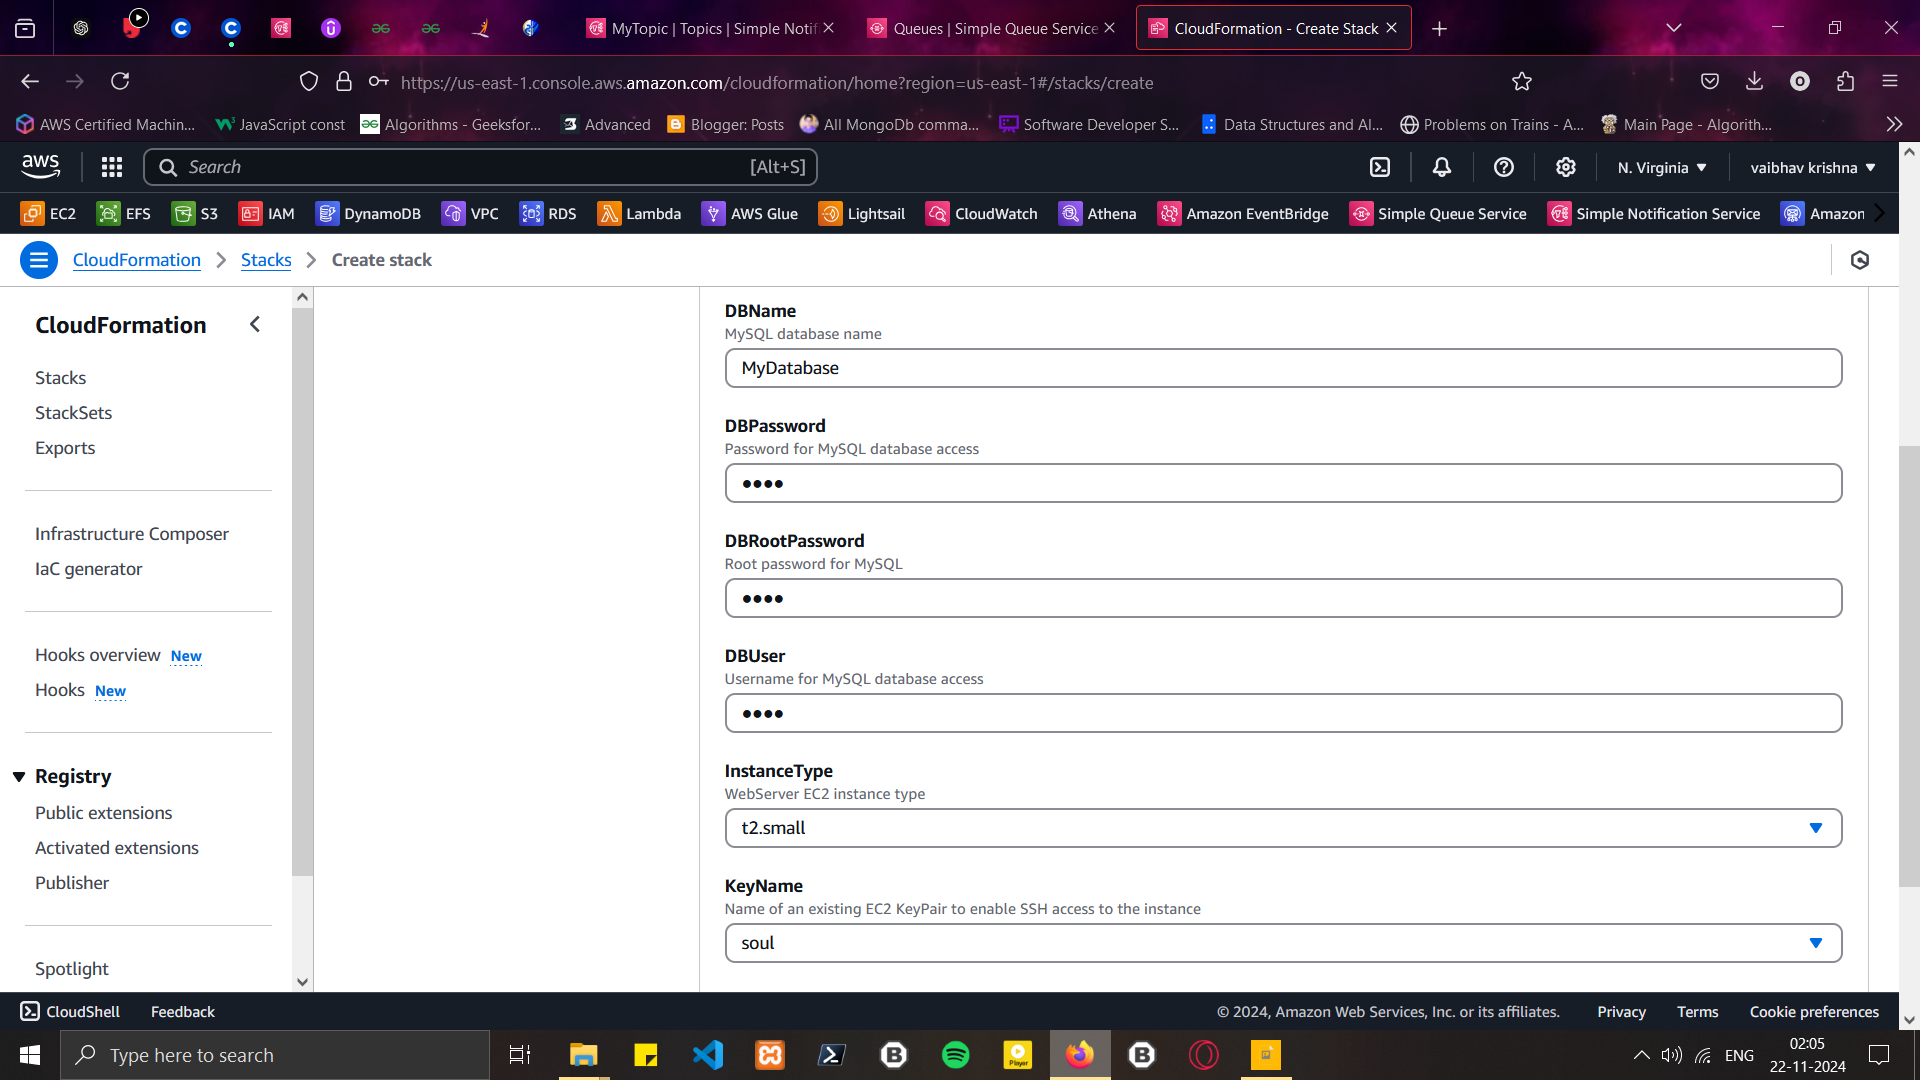 MyTopic | Topics | Simple Notif
Queues | Simple Queue Service
CloudFormation - Create Stack
https://us-east-1.console.aws.amazon.com/cloudformation/home?region=us-east-1#/stacks/create
AWS Certified Machin...
JavaScript const
Algorithms - Geeksfor...
Advanced
Blogger: Posts
All MongoDb comma...
Software Developer S...
Data Structures and Al...
Problems on Trains - A...
Main Page - Algorith...
aws
Search
[Alt+S]
N. Virginia
vaibhav krishna
EC2
EFS
S3
IAM
DynamoDB
VPC
RDS
Lambda
AWS Glue
Lightsail
CloudWatch
Athena
Amazon EventBridge
Simple Queue Service
Simple Notification Service
Amazon
CloudFormation
Stacks
Create stack
CloudFormation
Stacks
StackSets
Exports
Infrastructure Composer
IaC generator
Hooks overview New
Hooks New
Registry
Public extensions
Activated extensions
Publisher
Spotlight
DBName
MySQL database name
MyDatabase
DBPassword
Password for MySQL database access
••••
DBRootPassword
Root password for MySQL
••••
DBUser
Username for MySQL database access
••••
InstanceType
WebServer EC2 instance type
t2.small
KeyName
Name of an existing EC2 KeyPair to enable SSH access to the instance
soul
CloudShell
Feedback
© 2024, Amazon Web Services, Inc. or its affiliates.
Privacy
Terms
Cookie preferences
Type here to search
Player
ENG
02:05
22-11-2024